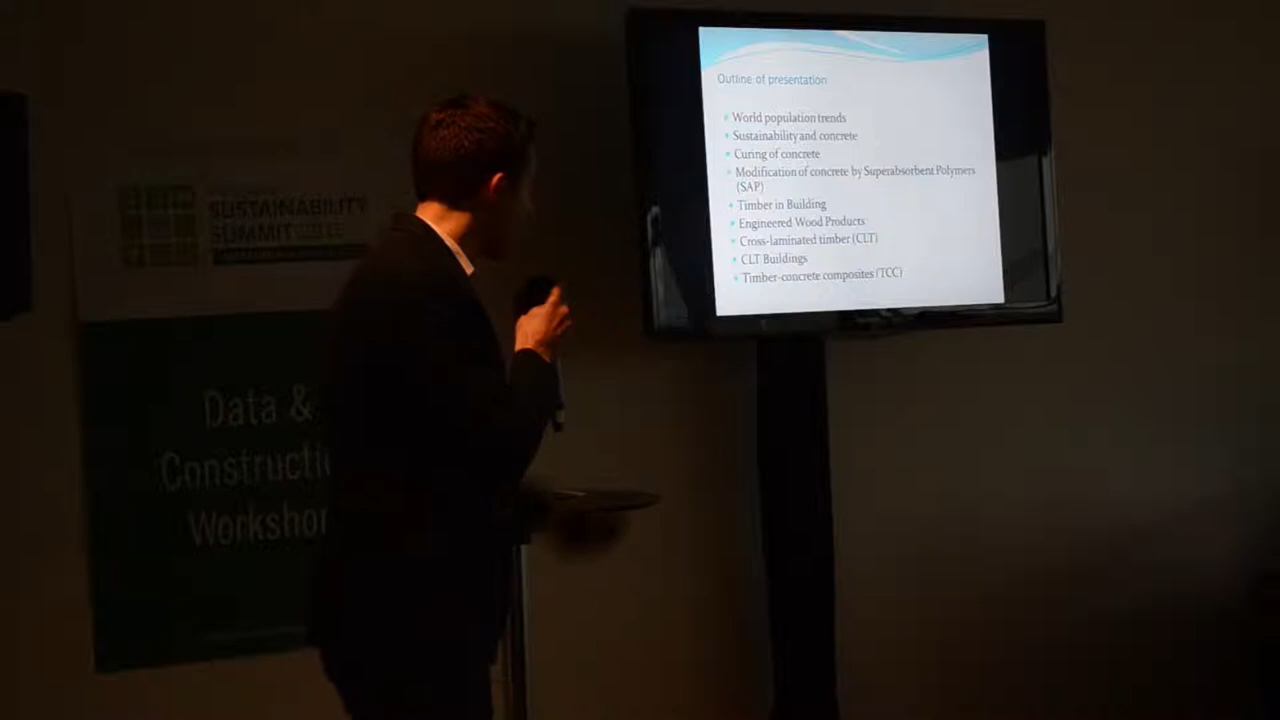 SUSTAINABILITY
SUMMIT
Data &
Construction
Workshop
Outline of presentation
World population trends
Sustainability and concrete
Curing of concrete
Modification of concrete by Superabsorbent Polymers
(SAP)
Timber in Building
Engineered Wood Products
Cross-laminated timber (CLT)
CLT Buildings
Timber-concrete composites (TCC)